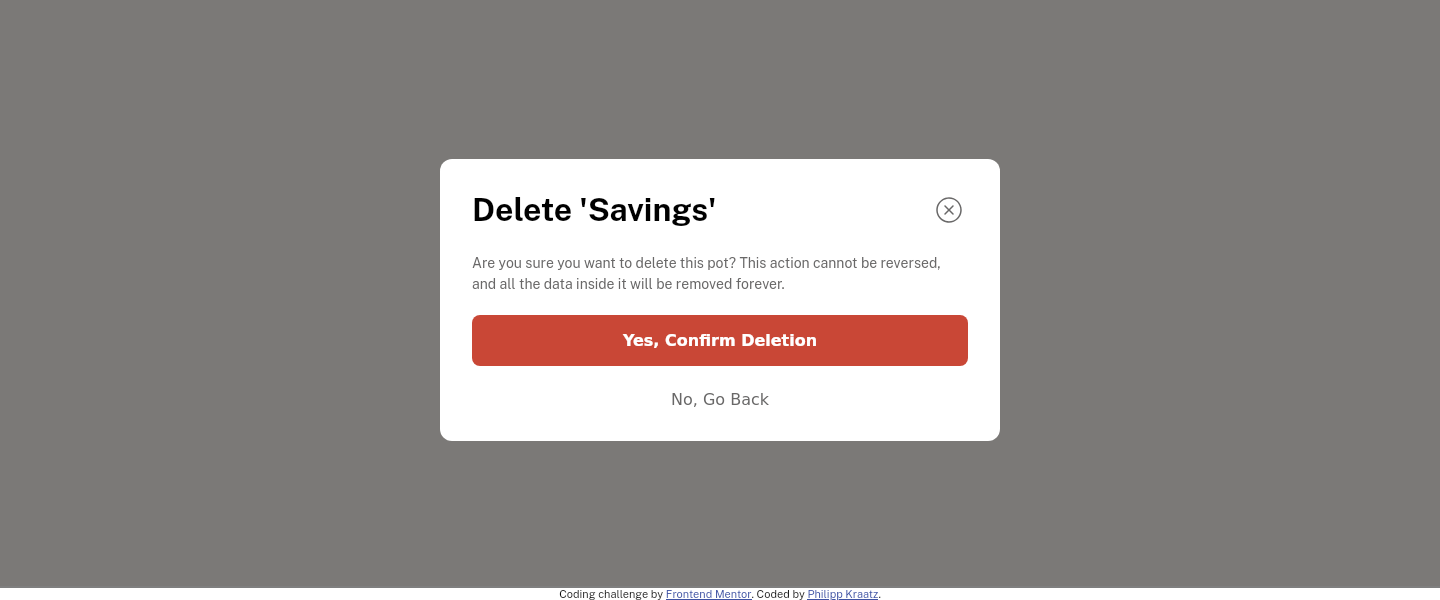 Delete 'Savings'
Are you sure you want to delete this pot? This action cannot be reversed,
and all the data inside it will be removed forever.
Yes, Confirm Deletion
No, Go Back
Coding challenge by Frontend Mentor. Coded by Philipp Kraatz.